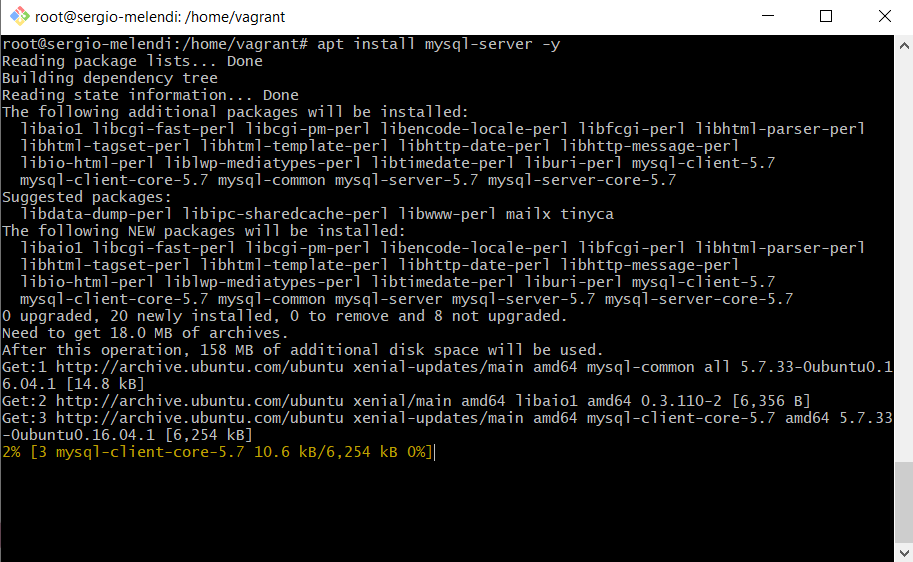 root@sergio-melendi: /home/vagrant
root@sergio-melendi:/home/vagrant# apt install mysql-server -y
Reading package lists... Done
Building dependency tree
Reading state information... Done
The following additional packages will be installed:
  libaio1 libcgi-fast-perl libcgi-pm-perl libencode-locale-perl libfcgi-perl libhtml-parser-perl
  libhtml-tagset-perl libhtml-template-perl libhttp-date-perl libhttp-message-perl
  libio-html-perl liblwp-mediatypes-perl libtimedate-perl liburi-perl mysql-client-5.7
  mysql-client-core-5.7 mysql-common mysql-server-5.7 mysql-server-core-5.7
Suggested packages:
  libdata-dump-perl libipc-sharedcache-perl libwww-perl mailx tinyca
The following NEW packages will be installed:
  libaio1 libcgi-fast-perl libcgi-pm-perl libencode-locale-perl libfcgi-perl libhtml-parser-perl
  libhtml-tagset-perl libhtml-template-perl libhttp-date-perl libhttp-message-perl
  libio-html-perl liblwp-mediatypes-perl libtimedate-perl liburi-perl mysql-client-5.7
  mysql-client-core-5.7 mysql-common mysql-server mysql-server-5.7 mysql-server-core-5.7
0 upgraded, 20 newly installed, 0 to remove and 8 not upgraded.
Need to get 18.0 MB of archives.
After this operation, 158 MB of additional disk space will be used.
Get:1 http://archive.ubuntu.com/ubuntu xenial-updates/main amd64 mysql-common all 5.7.33-0ubuntu0.1
6.04.1 [14.8 kB]
Get:2 http://archive.ubuntu.com/ubuntu xenial/main amd64 libaio1 amd64 0.3.110-2 [6,356 B]
Get:3 http://archive.ubuntu.com/ubuntu xenial-updates/main amd64 mysql-client-core-5.7 amd64 5.7.33
-0ubuntu0.16.04.1 [6,254 kB]
2% [3 mysql-client-core-5.7 10.6 kB/6,254 kB 0%]